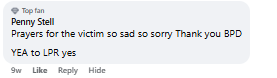 Top fan
Penny Stell
Prayers for the victim so sad so sorry Thank you BPD
YEA to LPR yes
9w Like Reply Hide